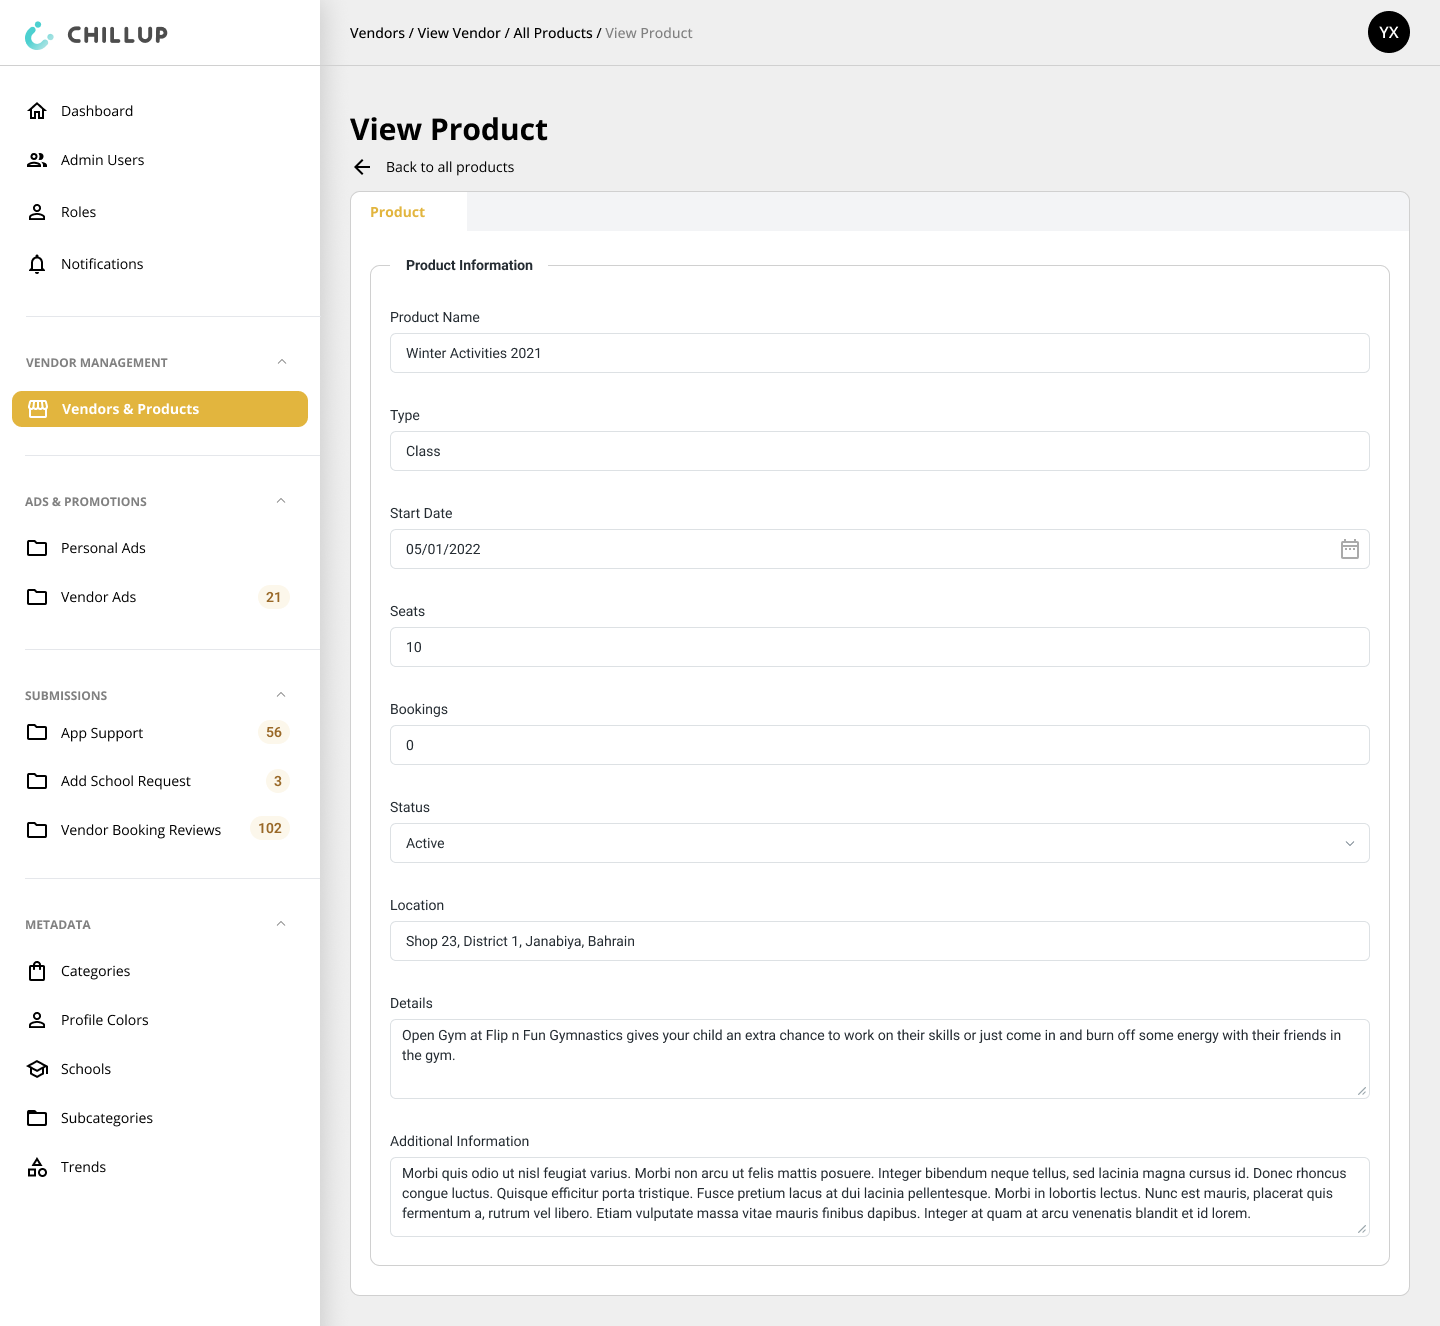 CHILLUP
Dashboard
Admin Users
Roles
Notifications
VENDOR MANAGEMENT
Vendors & Products
ADS & PROMOTIONS
Personal Ads
Vendor Ads 21
SUBMISSIONS
App Support 56
Add School Request 3
Vendor Booking Reviews 102
METADATA
Categories
Profile Colors
Schools
Subcategories
Trends
Vendors / View Vendor / All Products / View Product
YX
View Product
Back to all products
Product
Product Information
Product Name
Winter Activities 2021
Type
Class
Start Date
05/01/2022
Seats
10
Bookings
0
Status
Active
Location
Shop 23, District 1, Janabiya, Bahrain
Details
Open Gym at Flip n Fun Gymnastics gives your child an extra chance to work on their skills or just come in and burn off some energy with their friends in
the gym.
Additional Information
Morbi quis odio ut nisl feugiat varius. Morbi non arcu ut felis mattis posuere. Integer bibendum neque tellus, sed lacinia magna cursus id. Donec rhoncus
congue luctus. Quisque efficitur porta tristique. Fusce pretium lacus at dui lacinia pellentesque. Morbi in lobortis lectus. Nunc est mauris, placerat quis
fermentum a, rutrum vel libero. Etiam vulputate massa vitae mauris finibus dapibus. Integer at quam at arcu venenatis blandit et id lorem.